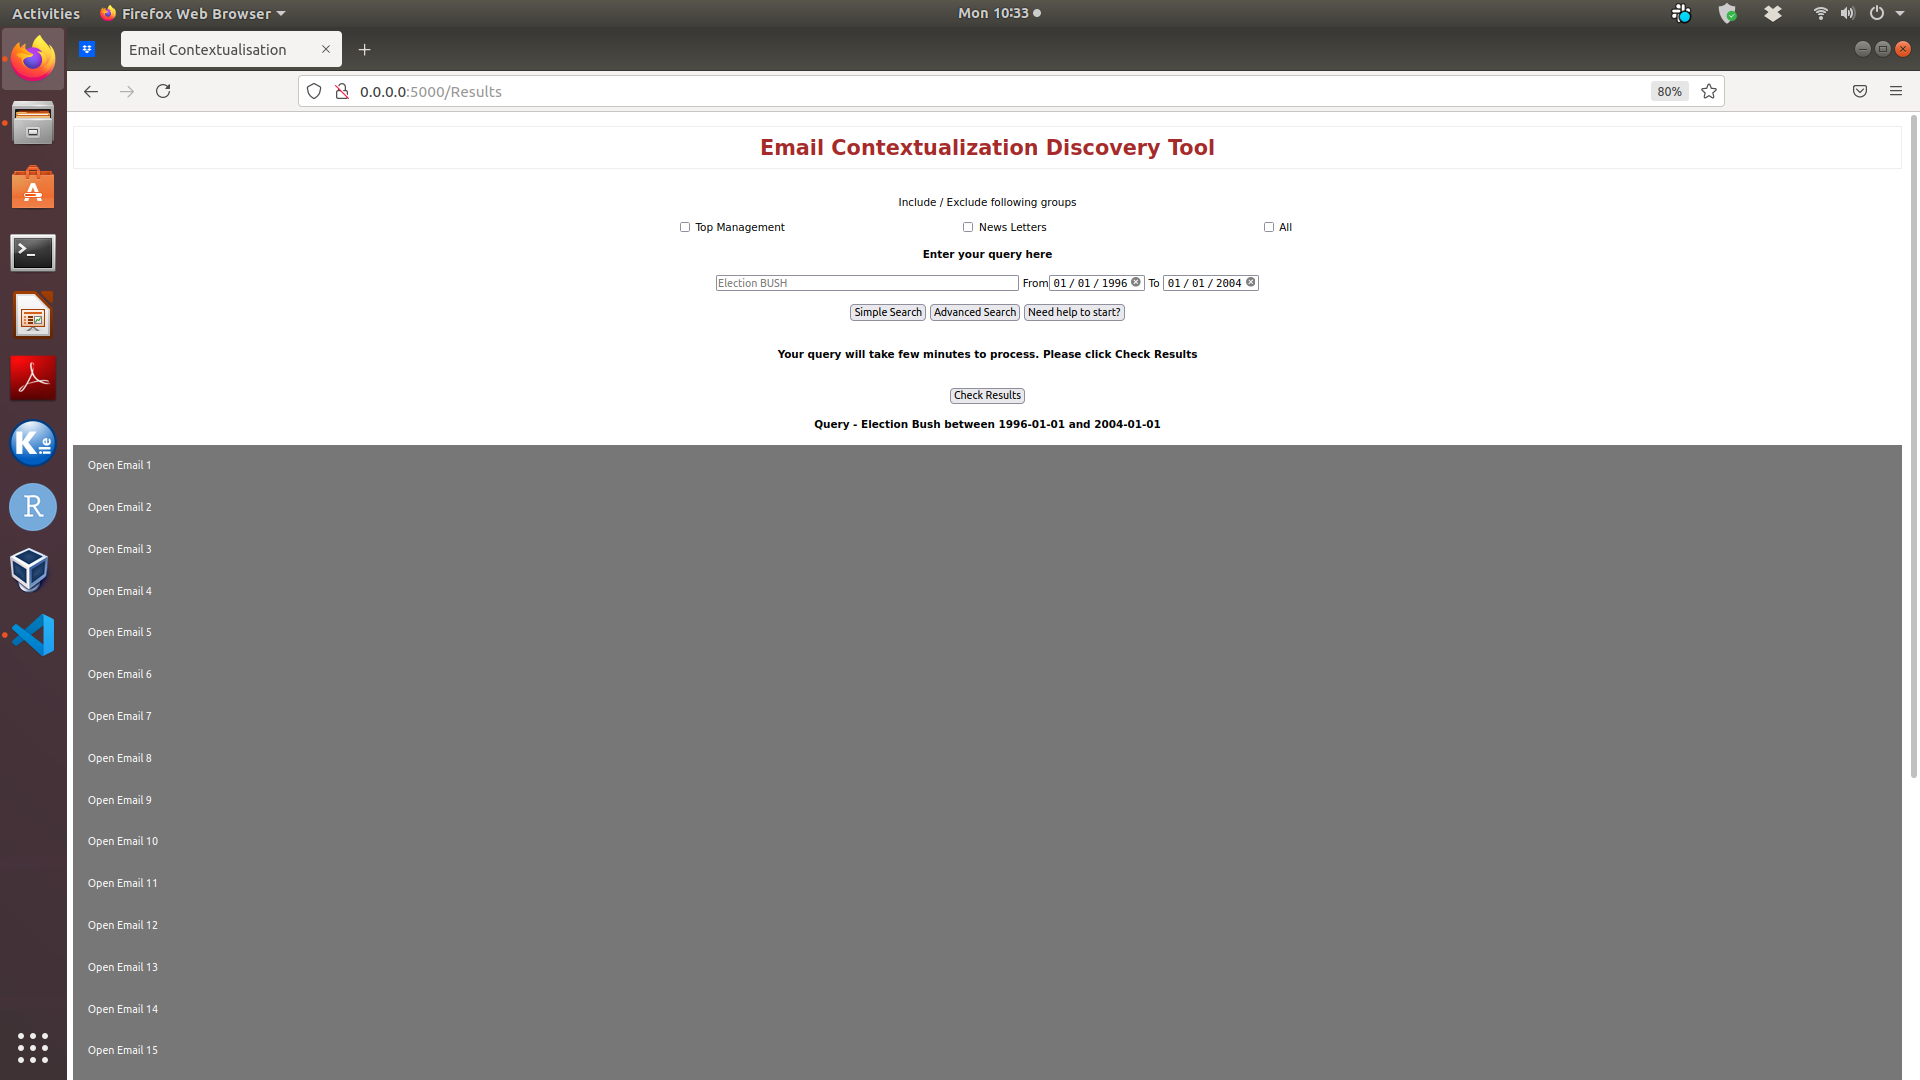 Activities Firefox Web Browser Mon 10:33
Email Contextualisation
0.0.0.0:5000/Results 80%
Email Contextualization Discovery Tool
Include / Exclude following groups
Top Management News Letters All
Enter your query here
Election BUSH From 01 / 01 / 1996 To 01 / 01 / 2004
Simple Search Advanced Search Need help to start?
Your query will take few minutes to process. Please click Check Results
Check Results
Query - Election Bush between 1996-01-01 and 2004-01-01
Open Email 1
Open Email 2
Open Email 3
Open Email 4
Open Email 5
Open Email 6
Open Email 7
Open Email 8
Open Email 9
Open Email 10
Open Email 11
Open Email 12
Open Email 13
Open Email 14
Open Email 15
Kile
R